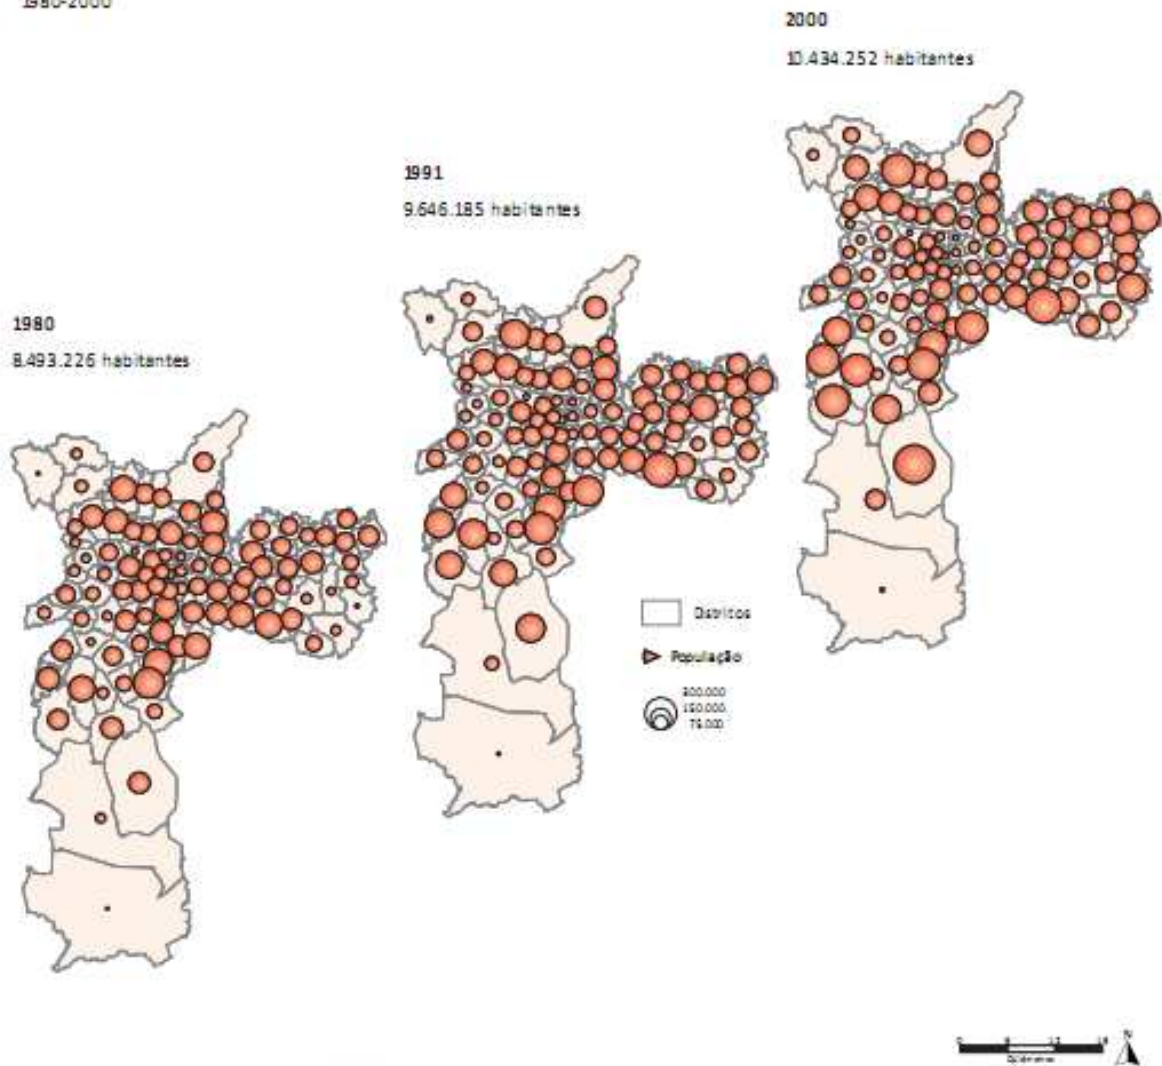 1980-2000
2000
10.434.252 habitantes
1991
9.646.185 habitantes
1980
8.493.226 habitantes
Distritos
População
300.000
150.000
75.000
N